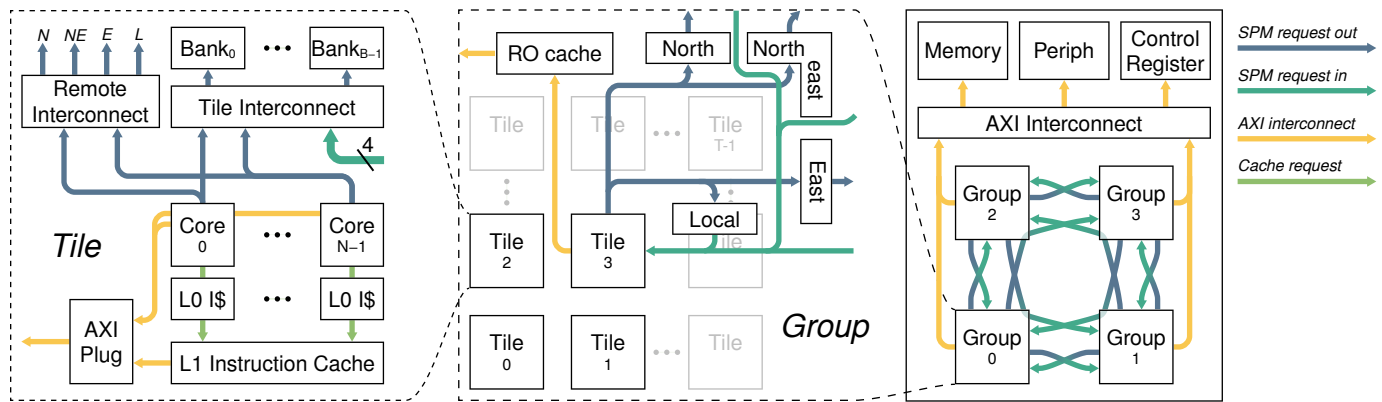 N NE E L
Bank0 ••• BankB−1
Remote
Interconnect
Tile Interconnect
4
Core
0
•••
Core
N−1
Tile
L0 I$ ••• L0 I$
AXI
Plug
L1 Instruction Cache
RO cache
North
North
east
Tile
Tile
•••
Tile
T-1
East
Local
Tile
2
Tile
3
Tile
Group
Tile
0
Tile
1
•••
Tile
Memory
Periph
Control
Register
AXI Interconnect
Group
2
Group
3
Group
0
Group
1
SPM request out
SPM request in
AXI interconnect
Cache request